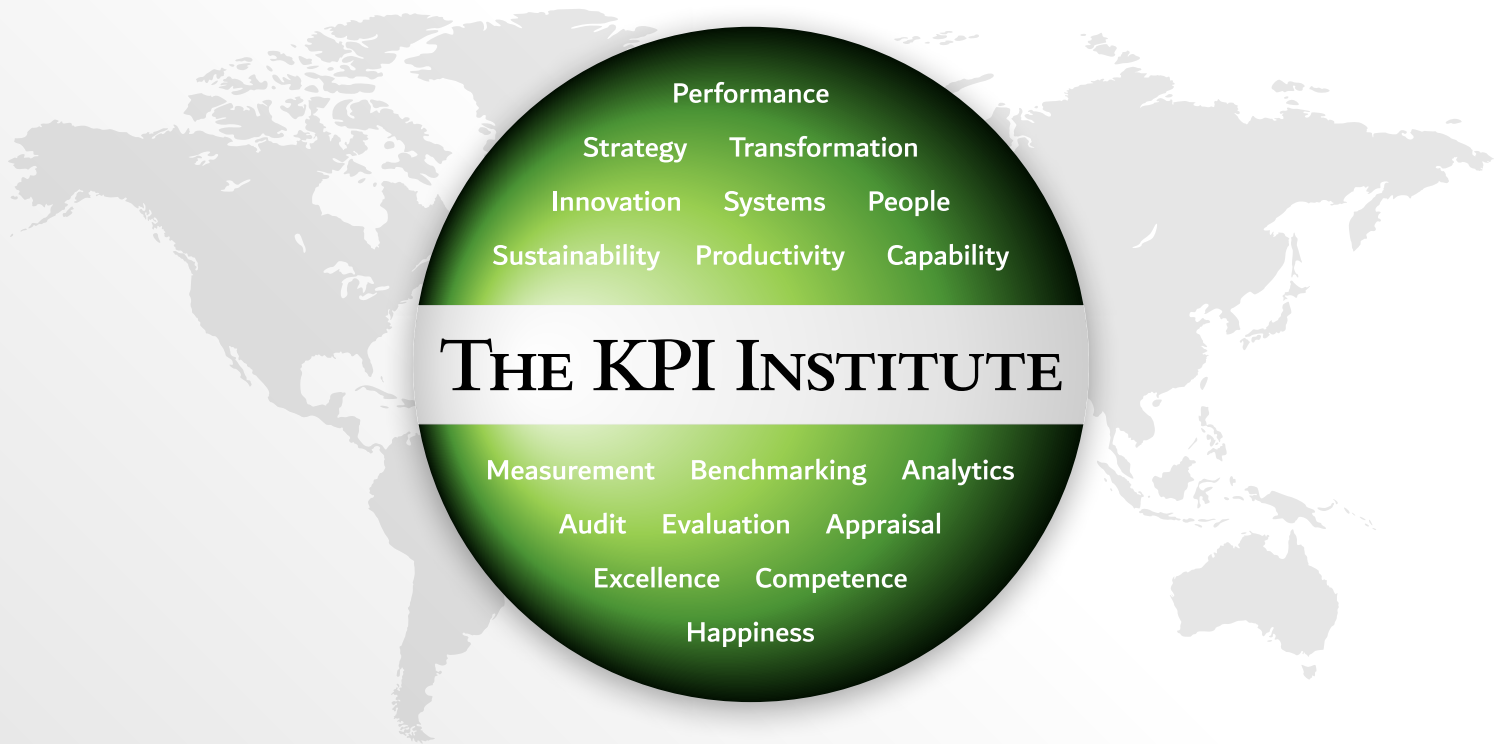 Performance
Strategy Transformation
Innovation Systems People
Sustainability Productivity Capability
The KPI Institute
Measurement Benchmarking Analytics
Audit Evaluation Appraisal
Excellence Competence
Happiness